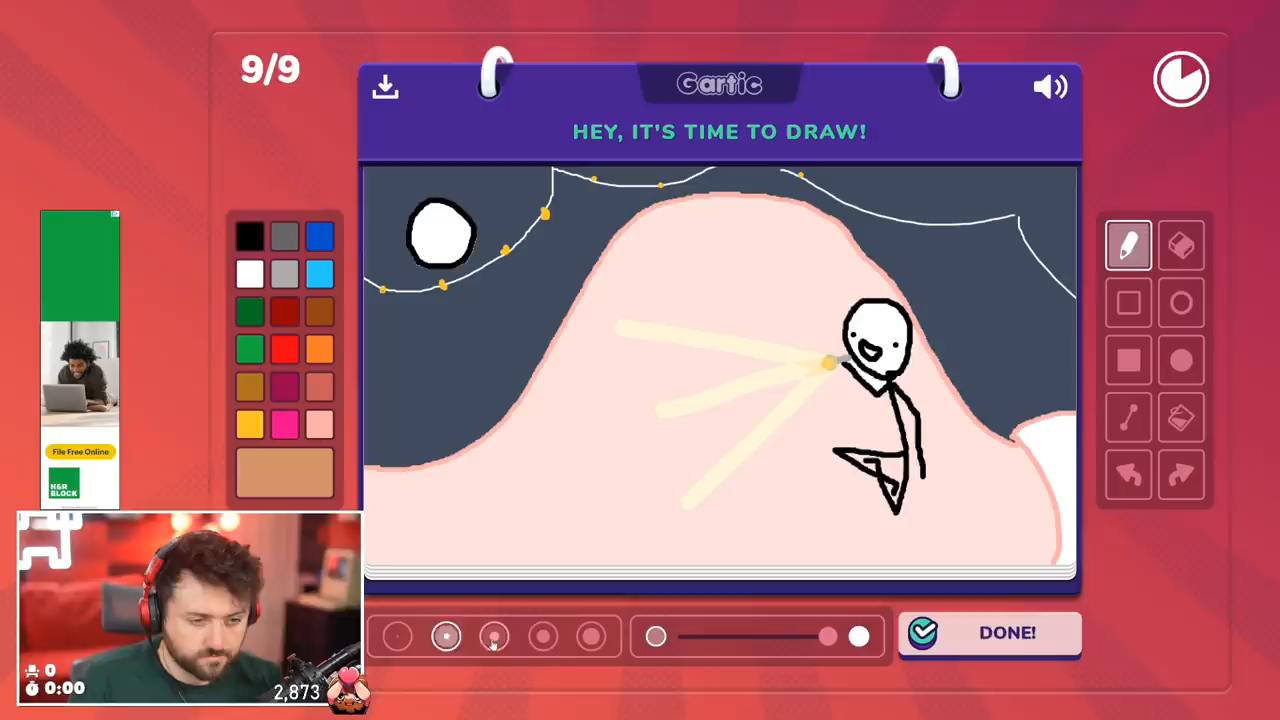 9/9
Gartic
HEY, IT'S TIME TO DRAW!
File Free Online
H&R
BLOCK
DONE!
0
0:00
2,873